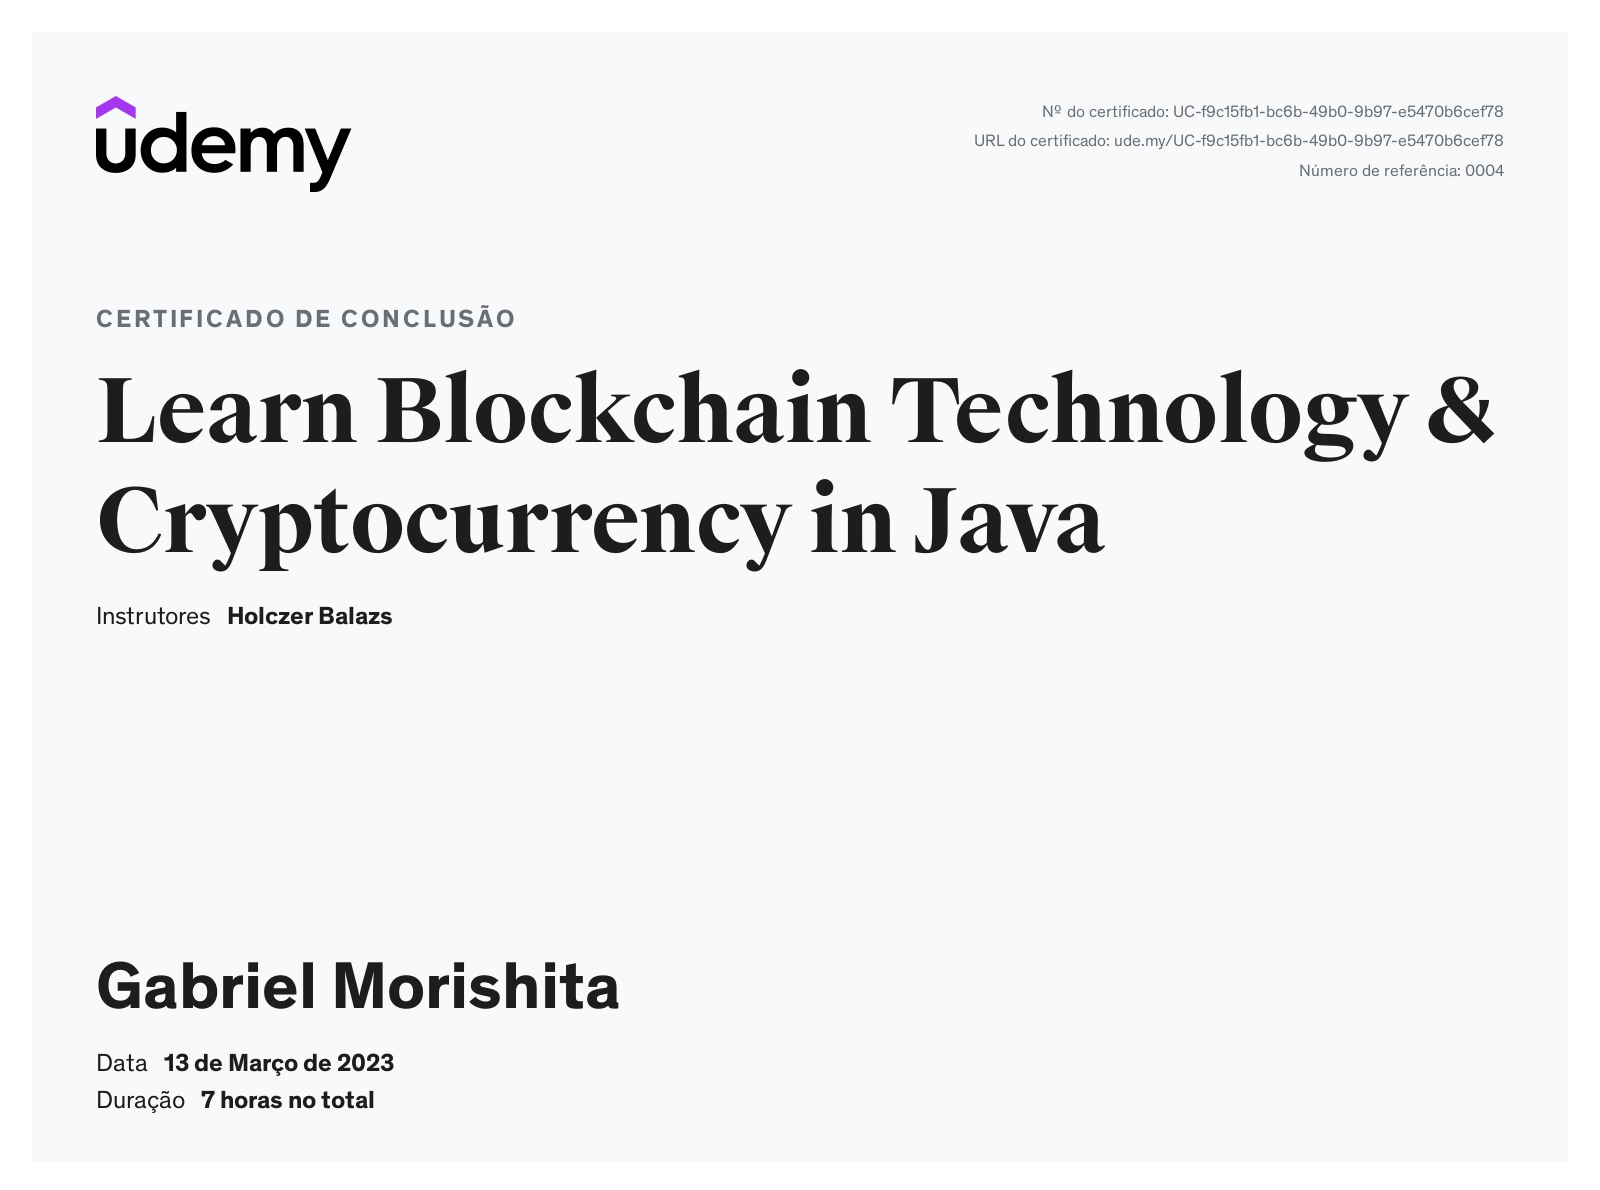 udemy
Nº do certificado: UC-f9c15fb1-bc6b-49b0-9b97-e5470b6cef78
URL do certificado: ude.my/UC-f9c15fb1-bc6b-49b0-9b97-e5470b6cef78
Número de referência: 0004
CERTIFICADO DE CONCLUSÃO
Learn Blockchain Technology &
Cryptocurrency in Java
Instrutores Holczer Balazs
Gabriel Morishita
Data 13 de Março de 2023
Duração 7 horas no total